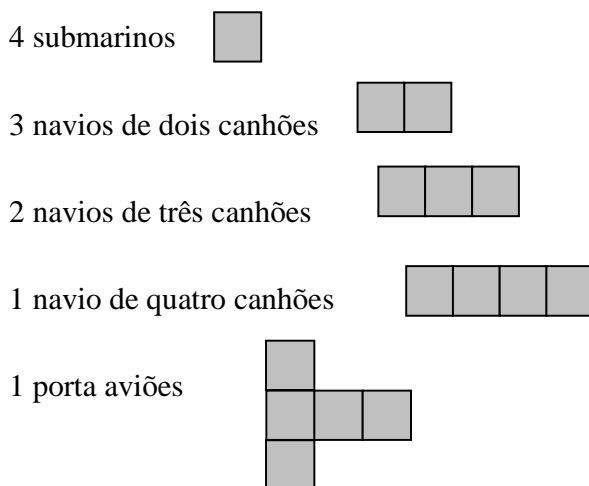 4 submarinos
3 navios de dois canhões
2 navios de três canhões
1 navio de quatro canhões
1 porta aviões